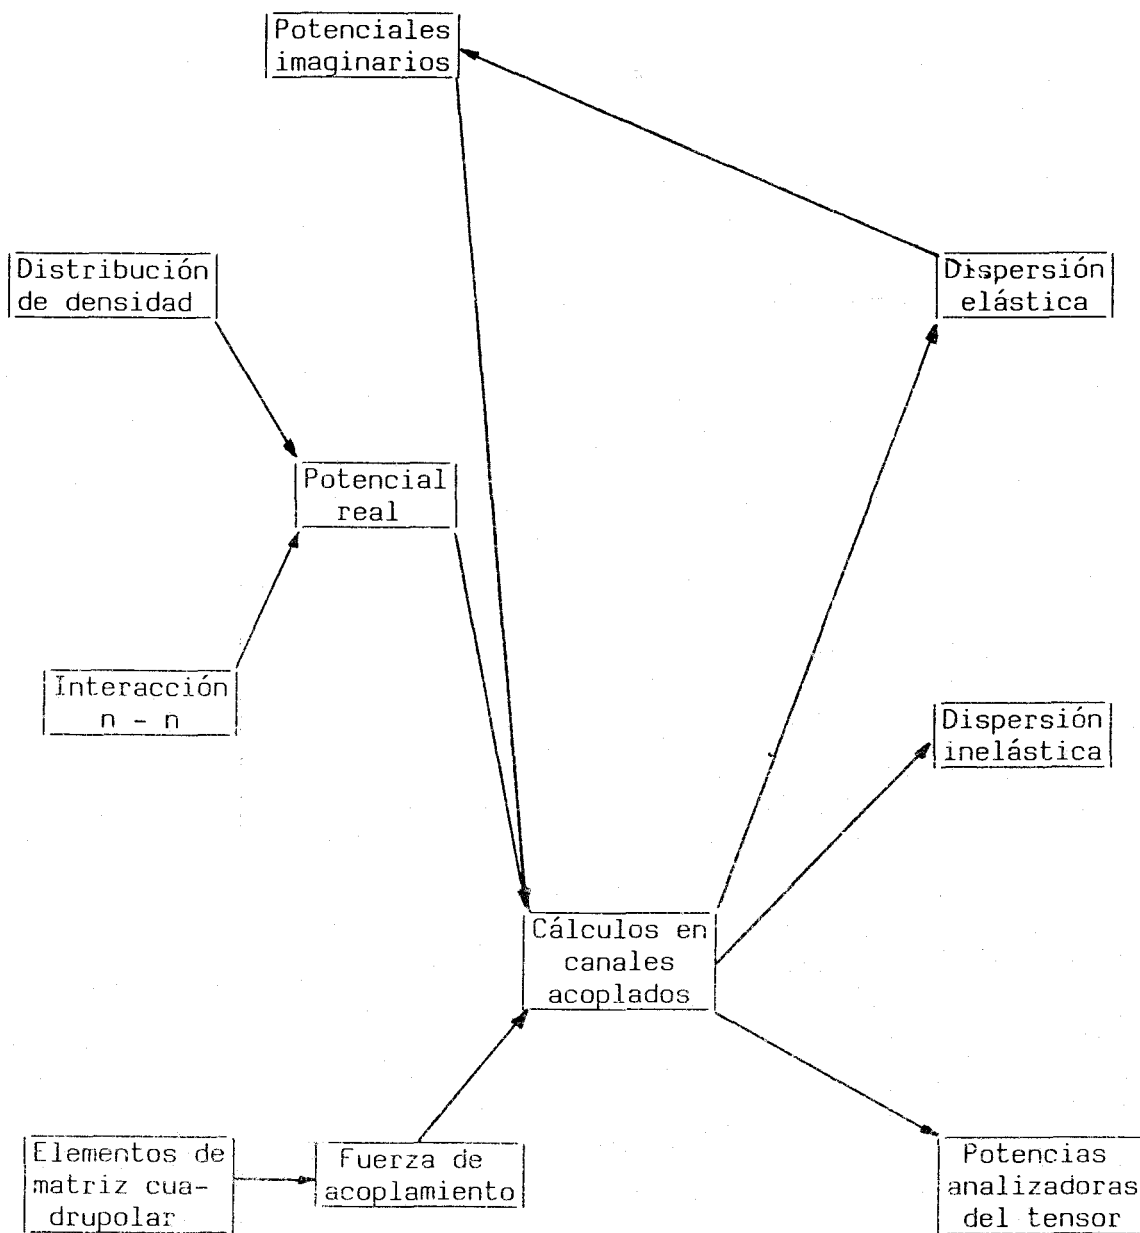 Potenciales
imaginarios
Distribución
de densidad
Dispersión
elástica
Potencial
real
Interacción
n - n
Dispersión
inelástica
Cálculos en
canales
acoplados
Elementos de
matriz cua-
drupolar
Fuerza de
acoplamiento
Potencias
analizadoras
del tensor